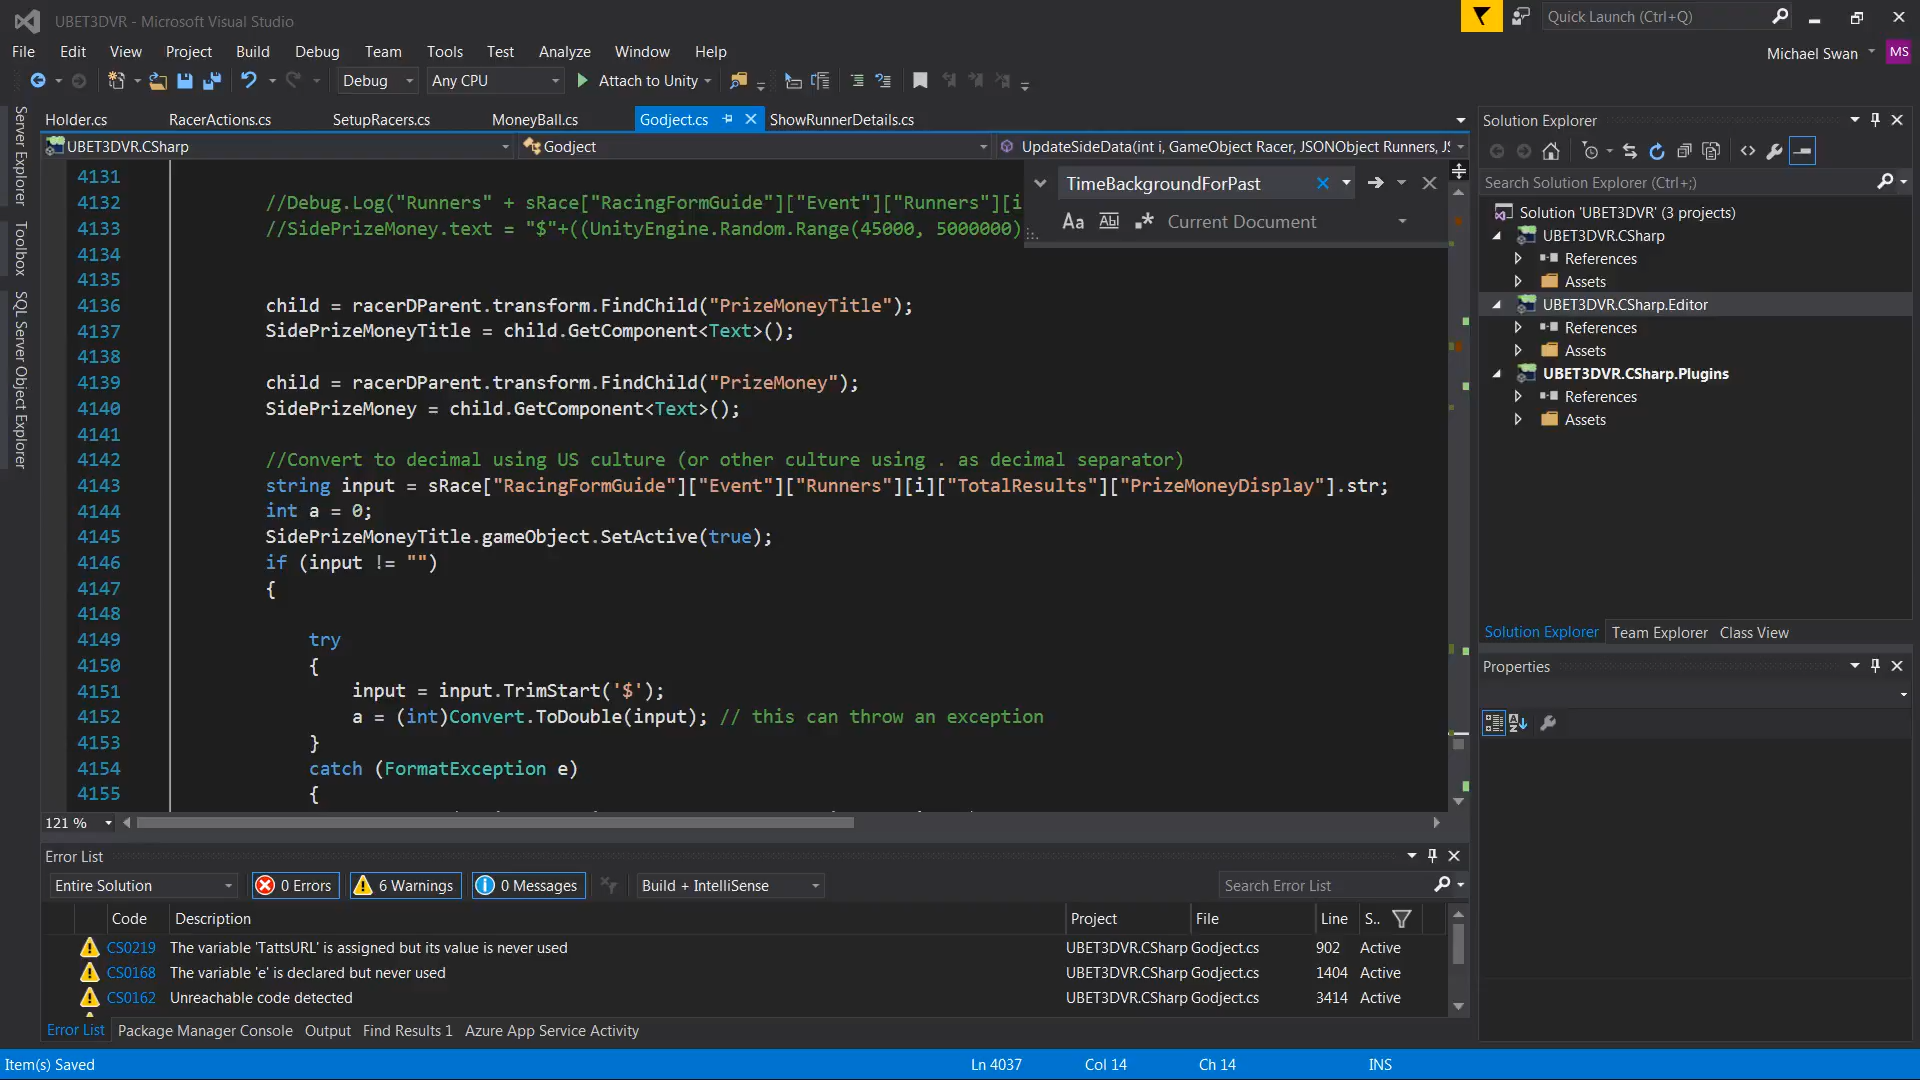 UBET3DVR - Microsoft Visual Studio
Quick Launch (Ctrl+Q)
File Edit View Project Build Debug Team Tools Test Analyze Window Help
Michael Swan MS
Debug Any CPU Attach to Unity
Server Explorer
Toolbox
SQL Server Object Explorer
Holder.cs RacerActions.cs SetupRacers.cs MoneyBall.cs Godject.cs ShowRunnerDetails.cs
UBET3DVR.CSharp Godject UpdateSideData(int i, GameObject Racer, JSONObject Runners, JS
TimeBackgroundForPast
Aa Abl Current Document
4131
4132 //Debug.Log("Runners" + sRace["RacingFormGuide"]["Event"]["Runners"][i
4133 //SidePrizeMoney.text = "$"+((UnityEngine.Random.Range(45000, 5000000)
4134
4135
4136 child = racerDParent.transform.FindChild("PrizeMoneyTitle");
4137 SidePrizeMoneyTitle = child.GetComponent<Text>();
4138
4139 child = racerDParent.transform.FindChild("PrizeMoney");
4140 SidePrizeMoney = child.GetComponent<Text>();
4141
4142 //Convert to decimal using US culture (or other culture using . as decimal separator)
4143 string input = sRace["RacingFormGuide"]["Event"]["Runners"][i]["TotalResults"]["PrizeMoneyDisplay"].str;
4144 int a = 0;
4145 SidePrizeMoneyTitle.gameObject.SetActive(true);
4146 if (input != "")
4147 {
4148
4149 try
4150 {
4151 input = input.TrimStart('$');
4152 a = (int)Convert.ToDouble(input); // this can throw an exception
4153 }
4154 catch (FormatException e)
4155 {
121 %
Solution Explorer
Search Solution Explorer (Ctrl+;)
Solution 'UBET3DVR' (3 projects)
UBET3DVR.CSharp
References
Assets
UBET3DVR.CSharp.Editor
References
Assets
UBET3DVR.CSharp.Plugins
References
Assets
Solution Explorer Team Explorer Class View
Properties
Error List
Entire Solution 0 Errors 6 Warnings 0 Messages Build + IntelliSense Search Error List
Code Description Project File Line S..
CS0219 The variable 'TattsURL' is assigned but its value is never used UBET3DVR.CSharp Godject.cs 902 Active
CS0168 The variable 'e' is declared but never used UBET3DVR.CSharp Godject.cs 1404 Active
CS0162 Unreachable code detected UBET3DVR.CSharp Godject.cs 3414 Active
Error List Package Manager Console Output Find Results 1 Azure App Service Activity
Item(s) Saved Ln 4037 Col 14 Ch 14 INS